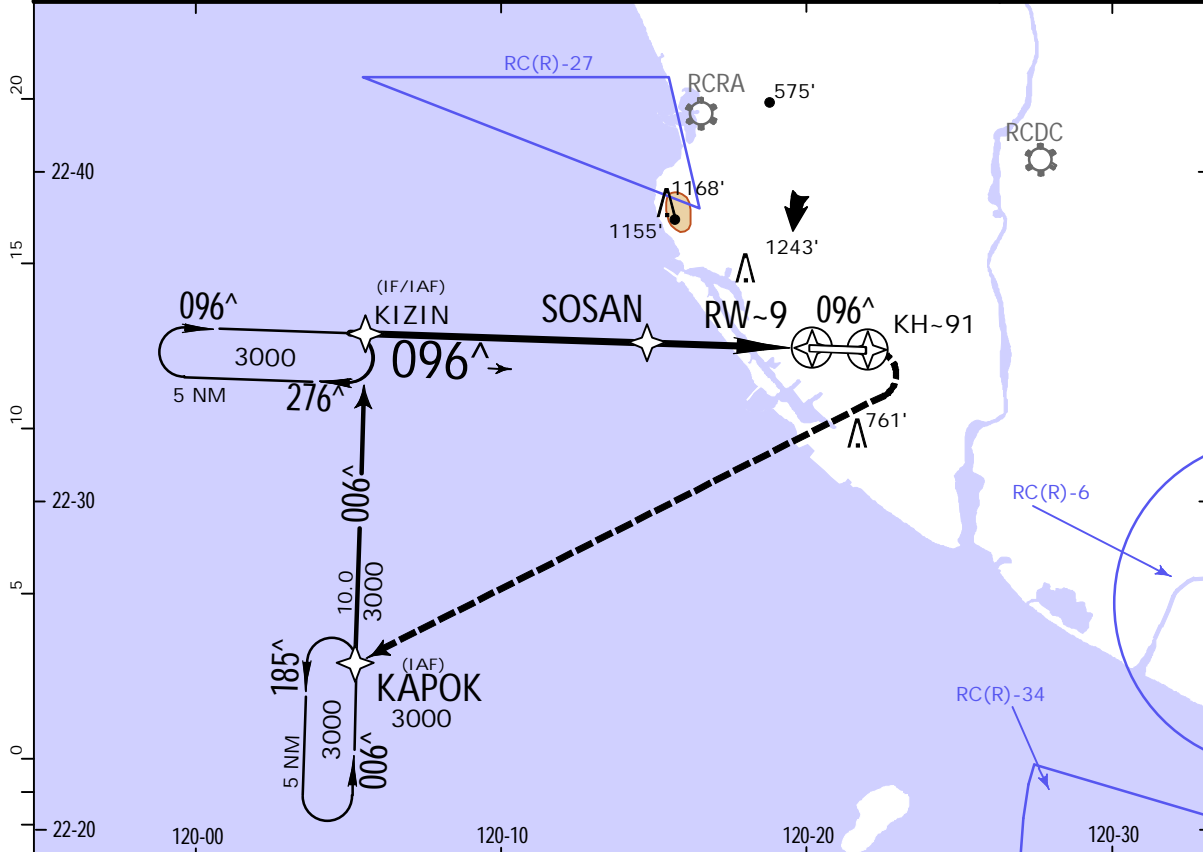 RC(R)-27
RCRA
575'
RCDC
20
22-40
1168'
1155'
1243'
15
(IF/IAF)
096^
KIZIN
SOSAN
RW~9
096^
KH~91
3000
096^
276^
5 NM
10
761'
006^
22-30
RC(R)-6
5
10.0
3000
185^
(IAF)
KAPOK
3000
RC(R)-34
3000
5 NM
006^
0
22-20
120-00
120-10
120-20
120-30